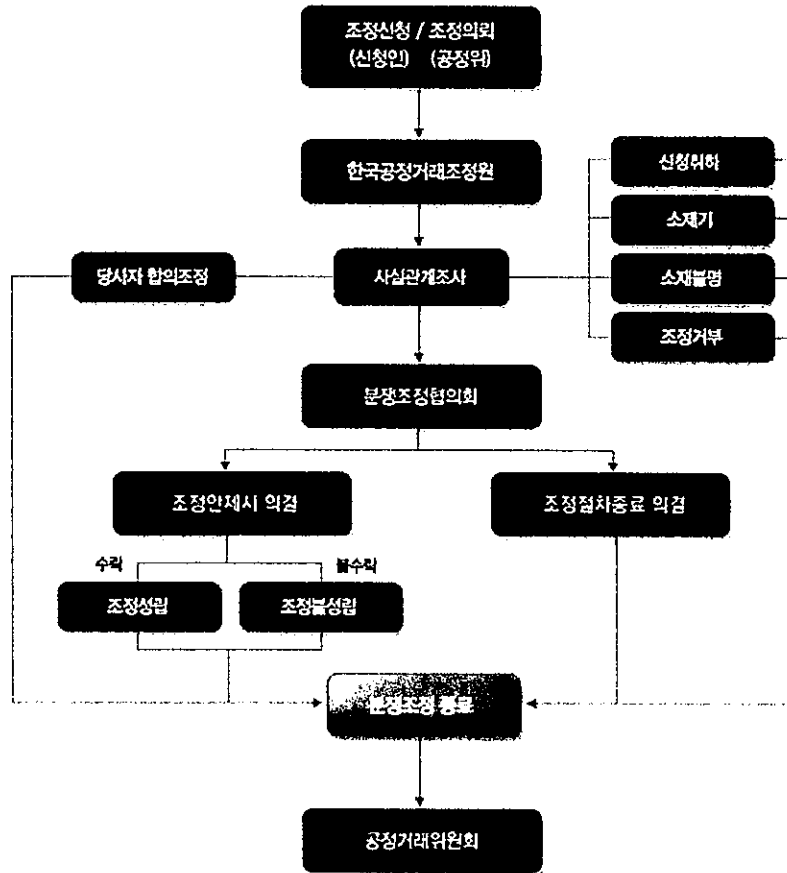 조정신청 / 조정의뢰
(신청인) (공정위)
한국공정거래조정원
신청취하
소제기
당사자 합의조정
사실관계조사
소재불명
조정거부
분쟁조정협의회
조정안제시 의결
조정절차종료 의결
수락
불수락
조정성립
조정불성립
분쟁조정 종료
공정거래위원회